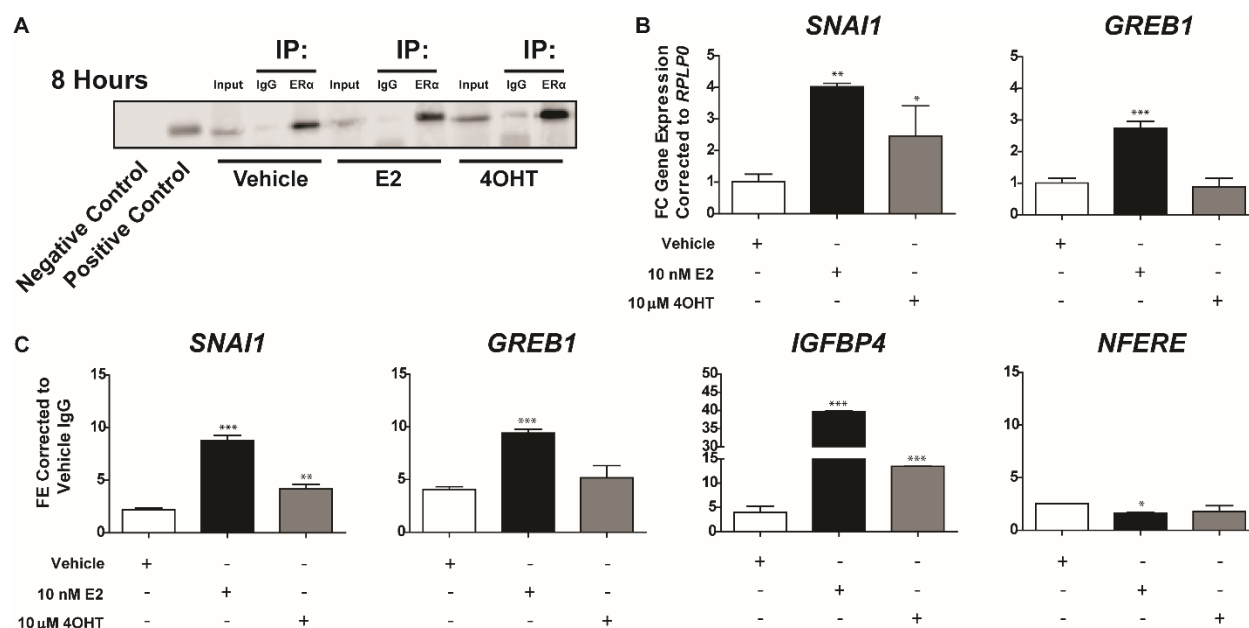 A
IP: IP: IP:
8 Hours
Input IgG ERα Input IgG ERα Input IgG ERα
Vehicle E2 4OHT
Negative Control
Positive Control
B
SNAI1 GREB1
FC Gene Expression
Corrected to RPLP0
5 5
4 4
3 3
2 2
1 1
0 0
** * ***
Vehicle + - - + - -
10 nM E2 - + - - + -
10 µM 4OHT - - + - - +
C
SNAI1 GREB1 IGFBP4 NFERE
FE Corrected to
Vehicle IgG
15 10 5 0
*** **
15 10 5 0
***
50 45 40 35 30 15 10 5 0
*** ***
15 10 5 0
*
Vehicle + - - + - - + - - + - -
10 nM E2 - + - - + - - + - - + -
10 µM 4OHT - - + - - + - - + - - +